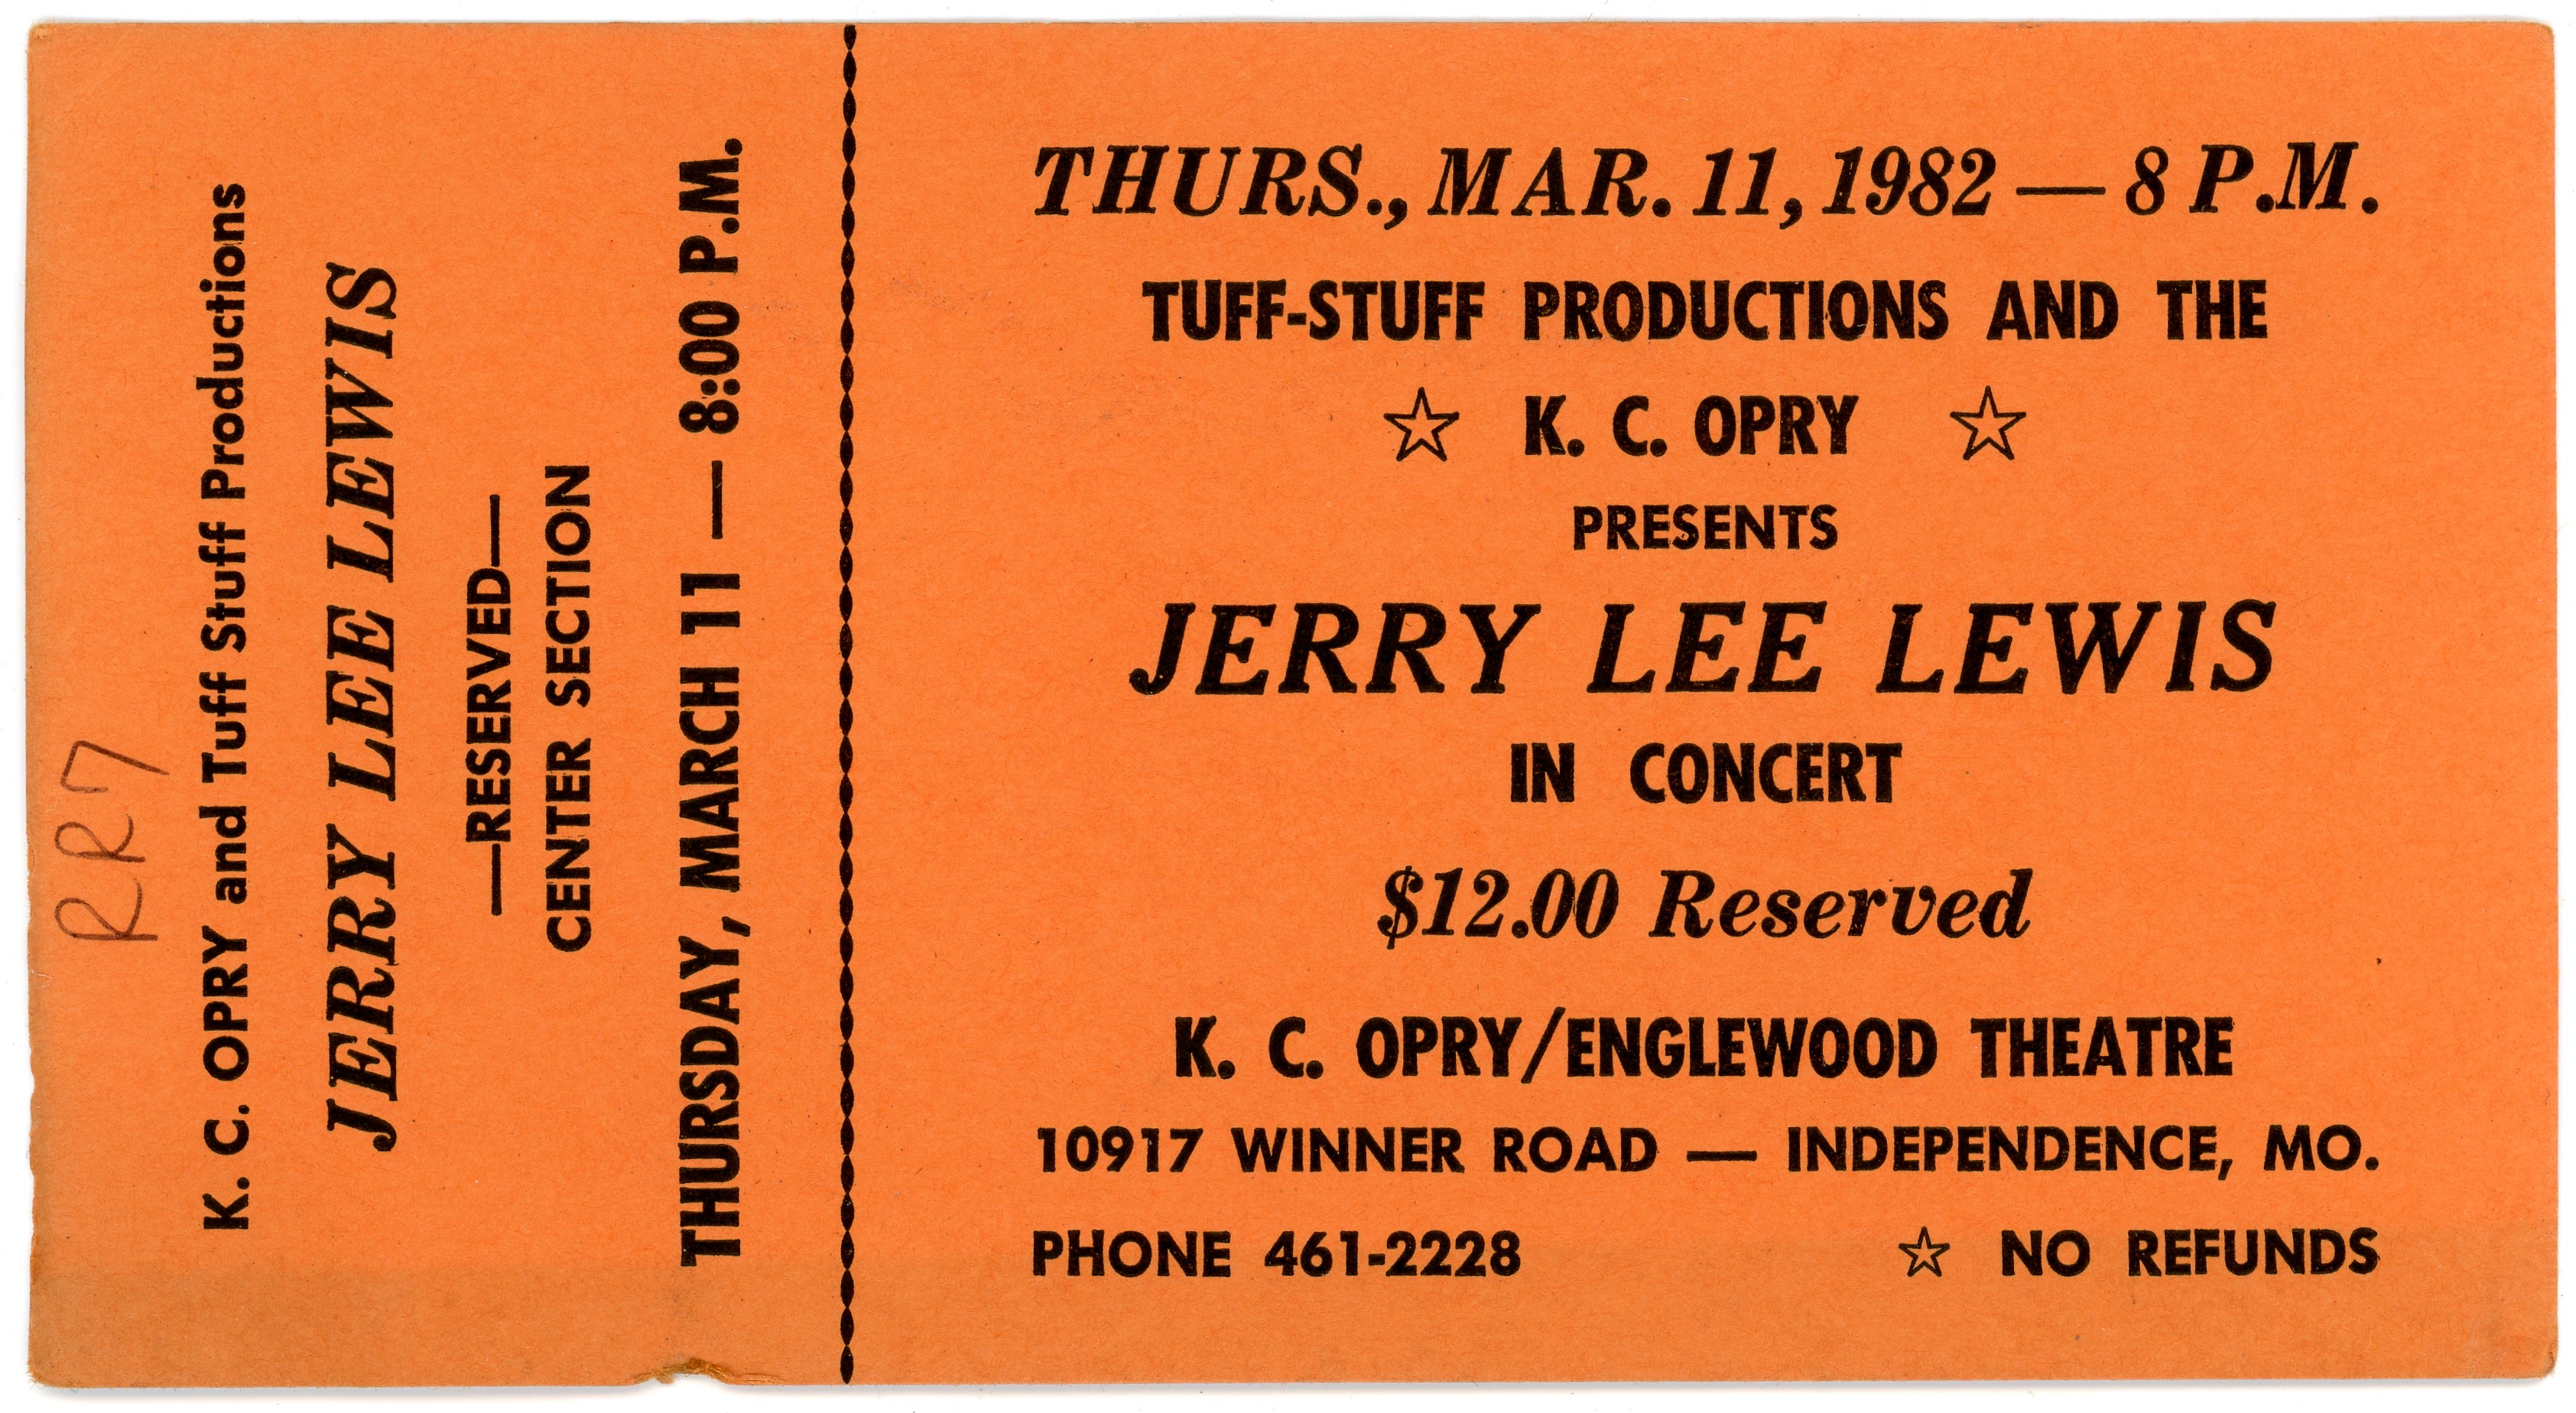 RR7
K. C. OPRY and Tuff Stuff Productions
JERRY LEE LEWIS
—RESERVED—
CENTER SECTION
THURSDAY, MARCH 11 — 8:00 P.M.
THURS., MAR. 11, 1982 — 8 P.M.
TUFF-STUFF PRODUCTIONS AND THE
☆ K. C. OPRY ☆
PRESENTS
JERRY LEE LEWIS
IN CONCERT
$12.00 Reserved
K. C. OPRY/ENGLEWOOD THEATRE
10917 WINNER ROAD — INDEPENDENCE, MO.
PHONE 461-2228 ☆ NO REFUNDS